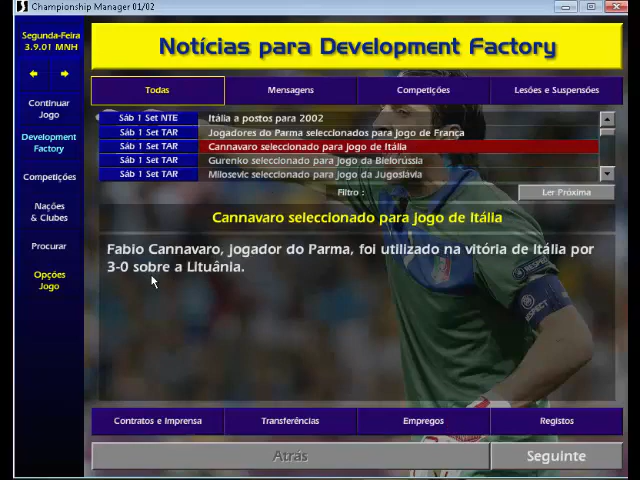 Championship Manager 01/02
Segunda-Feira
3.9.01 MNH
Continuar
Jogo
Development
Factory
Competições
Nações
& Clubes
Procurar
Opções
Jogo
Notícias para Development Factory
Todas
Mensagens
Competições
Lesões e Suspensões
Sáb 1 Set NTE Itália a postos para 2002
Sáb 1 Set TAR Jogadores do Parma seleccionados para jogo de França
Sáb 1 Set TAR Cannavaro seleccionado para jogo de Itália
Sáb 1 Set TAR Gurenko seleccionado para jogo da Bielorússia
Sáb 1 Set TAR Milosevic seleccionado para jogo da Jugoslávia
Filtro :
Ler Próxima
Cannavaro seleccionado para jogo de Itália
Fabio Cannavaro, jogador do Parma, foi utilizado na vitória de Itália por
3-0 sobre a Lituânia.
RESPECT
Contratos e Imprensa
Transferências
Empregos
Registos
Atrás
Seguinte